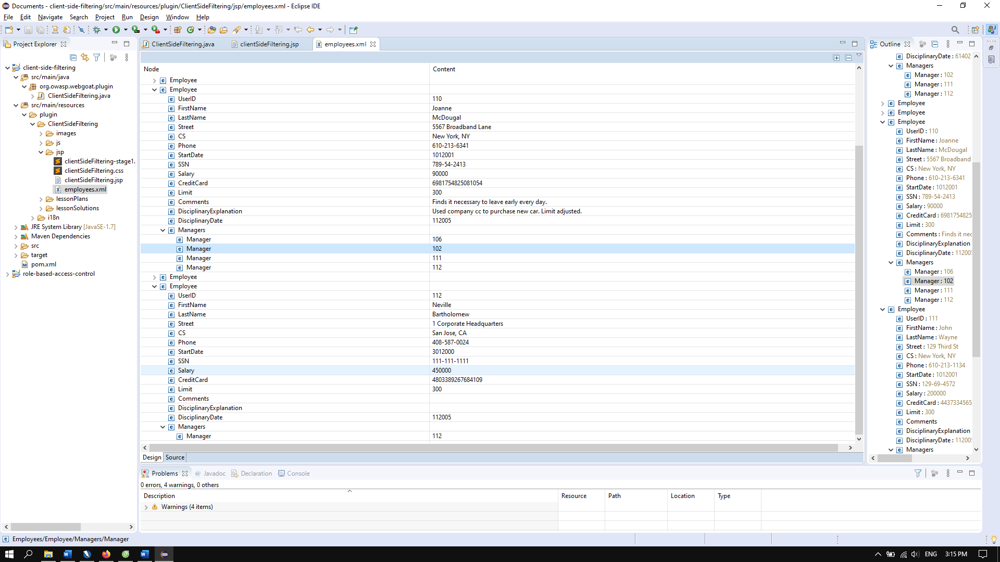 Documents - client-side-filtering/src/main/resources/plugin/ClientSideFiltering/jsp/employees.xml - Eclipse IDE
File Edit Navigate Search Project Run Design Window Help
Project Explorer
client-side-filtering
src/main/java
org.owasp.webgoat.plugin
ClientSideFiltering.java
src/main/resources
plugin
ClientSideFiltering
images
js
jsp
clientSideFiltering-stage1.
clientSideFiltering.css
clientSideFiltering.jsp
employees.xml
lessonPlans
lessonSolutions
i18n
JRE System Library [JavaSE-1.7]
Maven Dependencies
src
target
pom.xml
role-based-access-control
ClientSideFiltering.java clientSideFiltering.jsp employees.xml
Node Content
Employee
Employee
UserID 110
FirstName Joanne
LastName McDougal
Street 5567 Broadband Lane
CS New York, NY
Phone 610-213-6341
StartDate 1012001
SSN 789-54-2413
Salary 90000
CreditCard 6981754825081054
Limit 300
Comments Finds it necessary to leave early every day.
DisciplinaryExplanation Used company cc to purchase new car. Limit adjusted.
DisciplinaryDate 112005
Managers
Manager 106
Manager 102
Manager 111
Manager 112
Employee
Employee
UserID 112
FirstName Neville
LastName Bartholomew
Street 1 Corporate Headquarters
CS San Jose, CA
Phone 408-587-0024
StartDate 3012000
SSN 111-111-1111
Salary 450000
CreditCard 4803389267684109
Limit 300
Comments
DisciplinaryExplanation
DisciplinaryDate 112005
Managers
Manager 112
Design Source
Outline
DisciplinaryDate : 61402
Managers
Manager : 102
Manager : 111
Manager : 112
Employee
Employee
Employee
UserID : 110
FirstName : Joanne
LastName : McDougal
Street : 5567 Broadband
CS : New York, NY
Phone : 610-213-6341
StartDate : 1012001
SSN : 789-54-2413
Salary : 90000
CreditCard : 6981754825
Limit : 300
Comments : Finds it nec
DisciplinaryExplanation
DisciplinaryDate : 112005
Managers
Manager : 106
Manager : 102
Manager : 111
Manager : 112
Employee
UserID : 111
FirstName : John
LastName : Wayne
Street : 129 Third St
CS : New York, NY
Phone : 610-213-1134
StartDate : 1012001
SSN : 129-69-4572
Salary : 200000
CreditCard : 4437334565
Limit : 300
Comments
DisciplinaryExplanation
DisciplinaryDate : 112005
Managers
Problems Javadoc Declaration Console
0 errors, 4 warnings, 0 others
Description Resource Path Location Type
Warnings (4 items)
Employees/Employee/Managers/Manager
ENG 3:15 PM